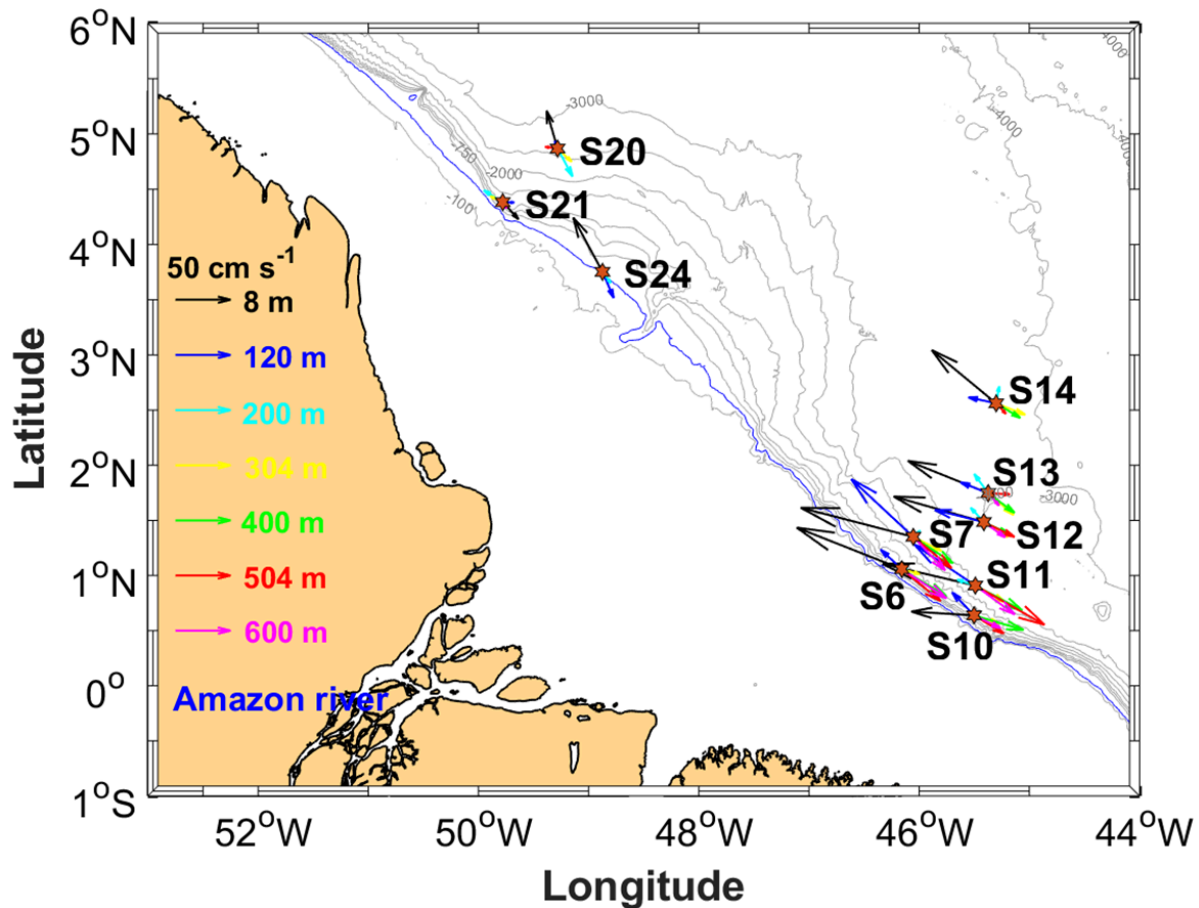 6°N
5°N
4°N
3°N
2°N
1°N
0°
1°S
Latitude
52°W
50°W
48°W
46°W
44°W
Longitude
50 cm s⁻¹
8 m
120 m
200 m
304 m
400 m
504 m
600 m
Amazon river
S20
S21
S24
S14
S13
S12
S7
S11
S6
S10
-3000
-750
-2000
-100
-4000
-3000